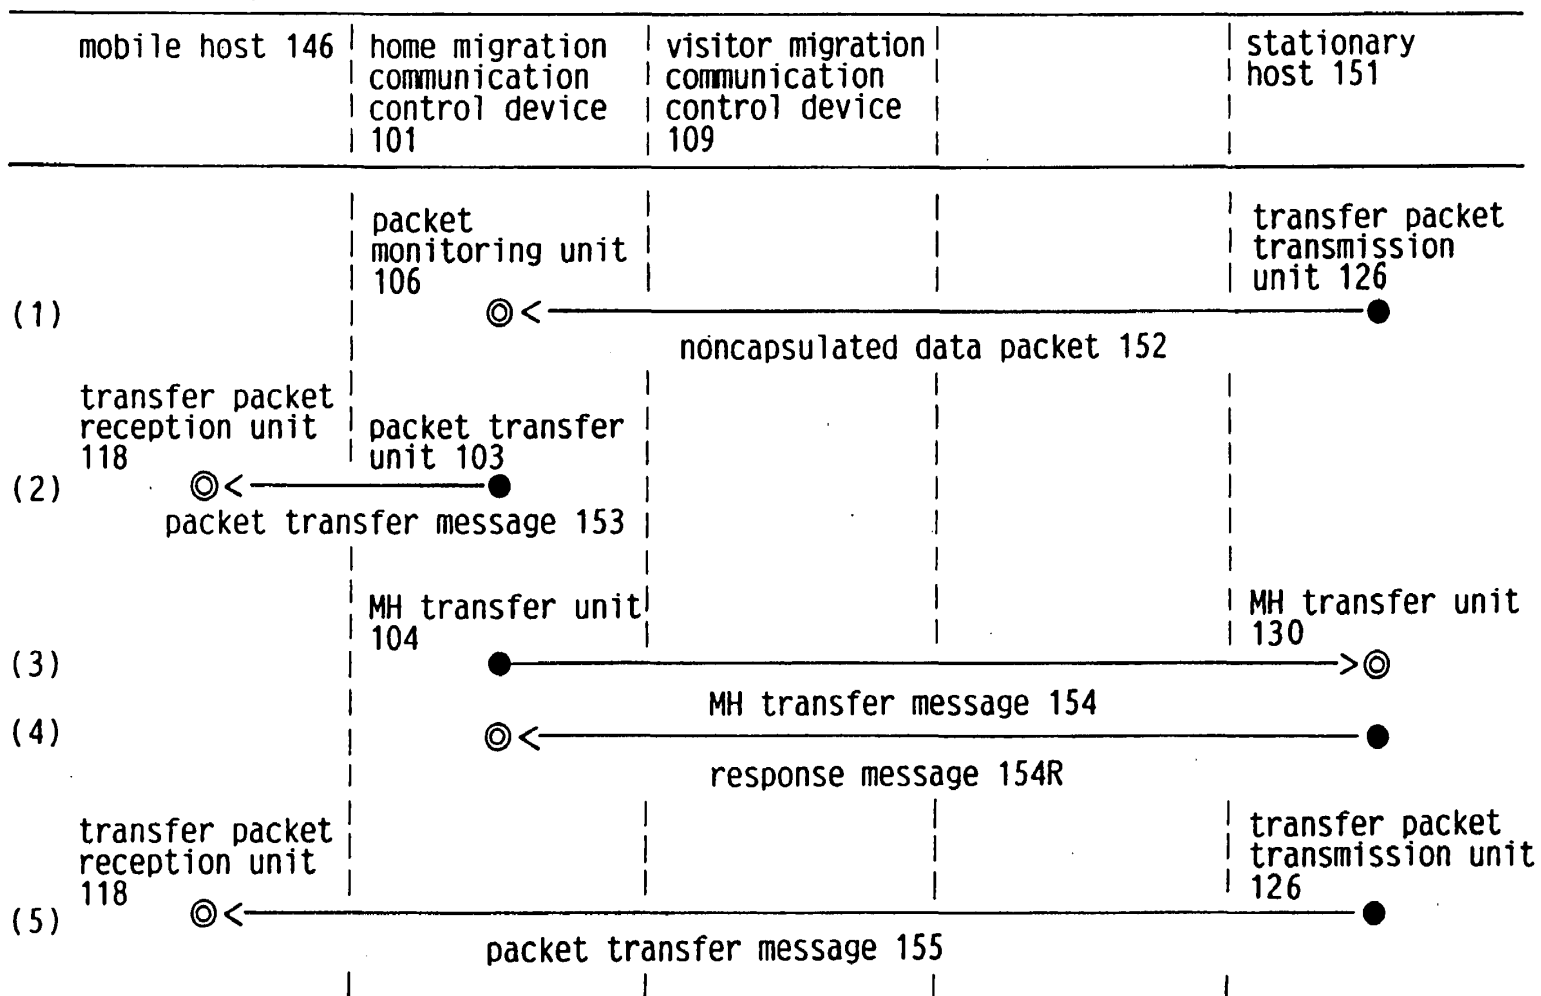 mobile host 146
home migration
communication
control device
101
visitor migration
communication
control device
109
stationary
host 151
packet
monitoring unit
106
transfer packet
transmission
unit 126
(1)
noncapsulated data packet 152
transfer packet
reception unit
118
packet transfer
unit 103
(2)
packet transfer message 153
MH transfer unit
104
MH transfer unit
130
(3)
MH transfer message 154
(4)
response message 154R
transfer packet
reception unit
118
transfer packet
transmission unit
126
(5)
packet transfer message 155